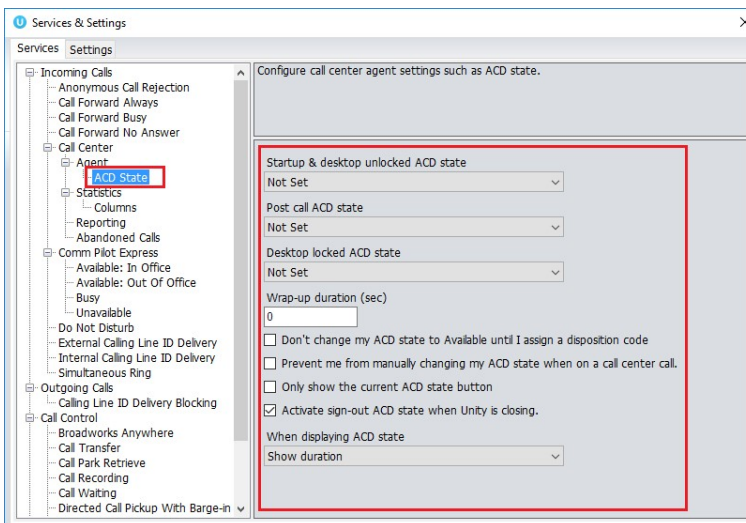 Services & Settings
Services Settings
Incoming Calls
Anonymous Call Rejection
Call Forward Always
Call Forward Busy
Call Forward No Answer
Call Center
Agent
ACD State
Statistics
Columns
Reporting
Abandoned Calls
Comm Pilot Express
Available: In Office
Available: Out Of Office
Busy
Unavailable
Do Not Disturb
External Calling Line ID Delivery
Internal Calling Line ID Delivery
Simultaneous Ring
Outgoing Calls
Calling Line ID Delivery Blocking
Call Control
Broadworks Anywhere
Call Transfer
Call Park Retrieve
Call Recording
Call Waiting
Directed Call Pickup With Barge-in
Configure call center agent settings such as ACD state.
Startup & desktop unlocked ACD state
Not Set
Post call ACD state
Not Set
Desktop locked ACD state
Not Set
Wrap-up duration (sec)
0
Don't change my ACD state to Available until I assign a disposition code
Prevent me from manually changing my ACD state when on a call center call.
Only show the current ACD state button
Activate sign-out ACD state when Unity is closing.
When displaying ACD state
Show duration